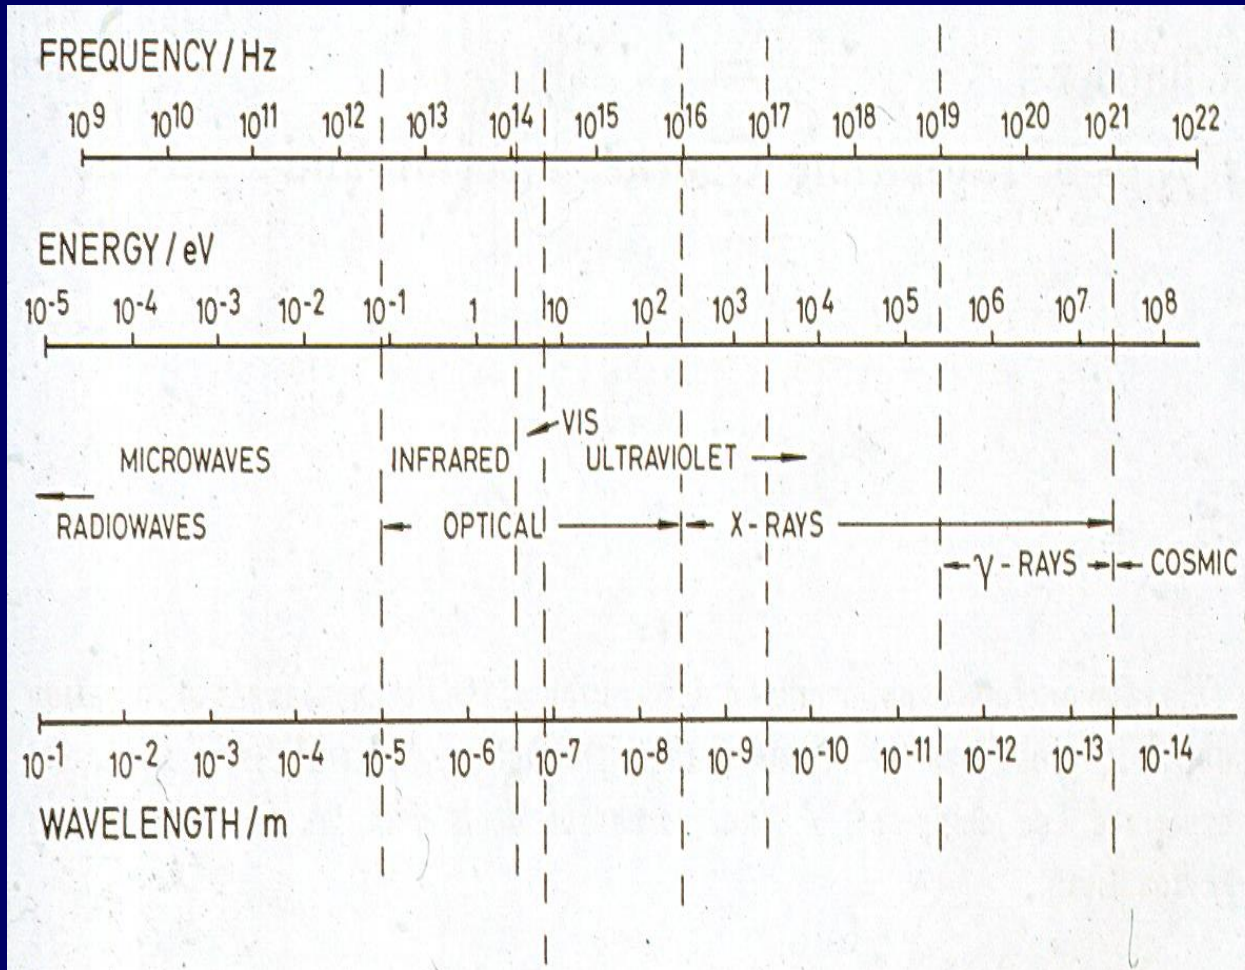 FREQUENCY / Hz
10⁹ 10¹⁰ 10¹¹ 10¹² 10¹³ 10¹⁴ 10¹⁵ 10¹⁶ 10¹⁷ 10¹⁸ 10¹⁹ 10²⁰ 10²¹ 10²²
ENERGY / eV
10⁻⁵ 10⁻⁴ 10⁻³ 10⁻² 10⁻¹ 1 10 10² 10³ 10⁴ 10⁵ 10⁶ 10⁷ 10⁸
VIS
MICROWAVES INFRARED ULTRAVIOLET
RADIOWAVES OPTICAL X-RAYS
γ-RAYS COSMIC
10⁻¹ 10⁻² 10⁻³ 10⁻⁴ 10⁻⁵ 10⁻⁶ 10⁻⁷ 10⁻⁸ 10⁻⁹ 10⁻¹⁰ 10⁻¹¹ 10⁻¹² 10⁻¹³ 10⁻¹⁴
WAVELENGTH / m